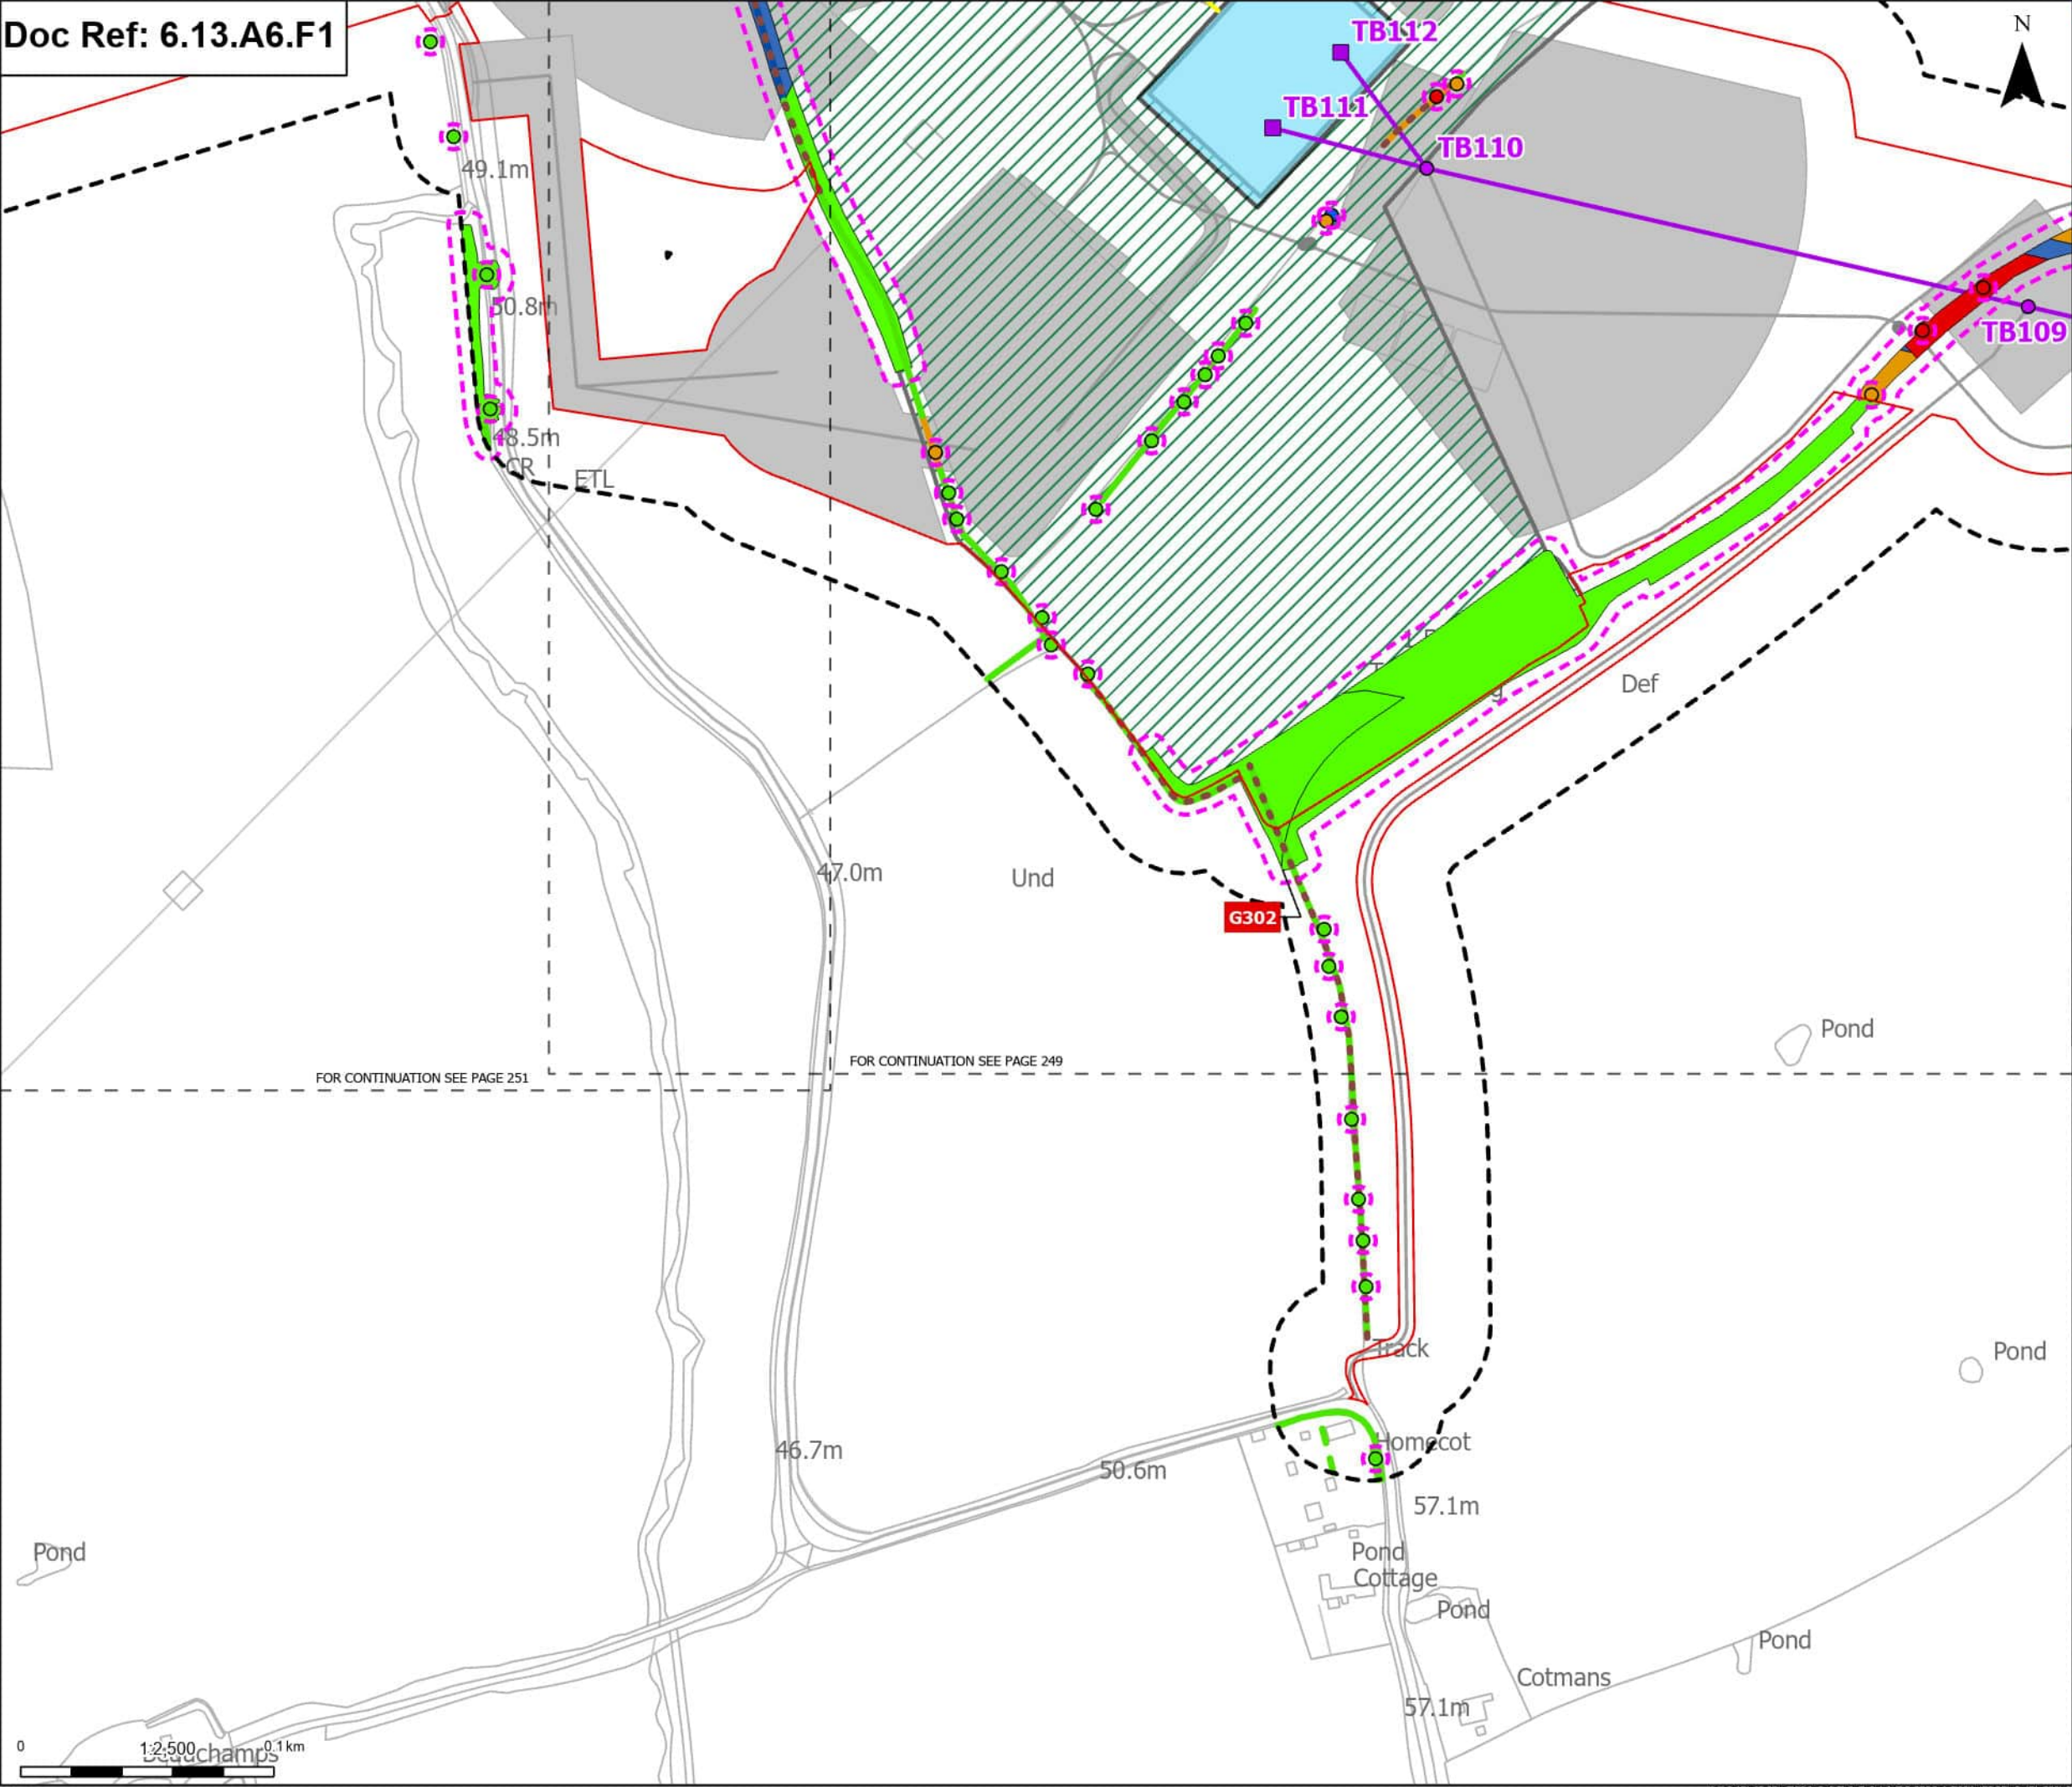 Doc Ref: 6.13.A6.F1
N
TB112
TB111
TB110
TB109
49.1m
50.8m
48.5m
CR
ETL
Def
47.0m
Und
G302
Pond
FOR CONTINUATION SEE PAGE 249
FOR CONTINUATION SEE PAGE 251
Track
Pond
Homecot
46.7m
50.6m
57.1m
Pond
Pond
Cottage
Pond
Pond
Cotmans
57.1m
0
1:2,500
0.1 km
Beauchamps